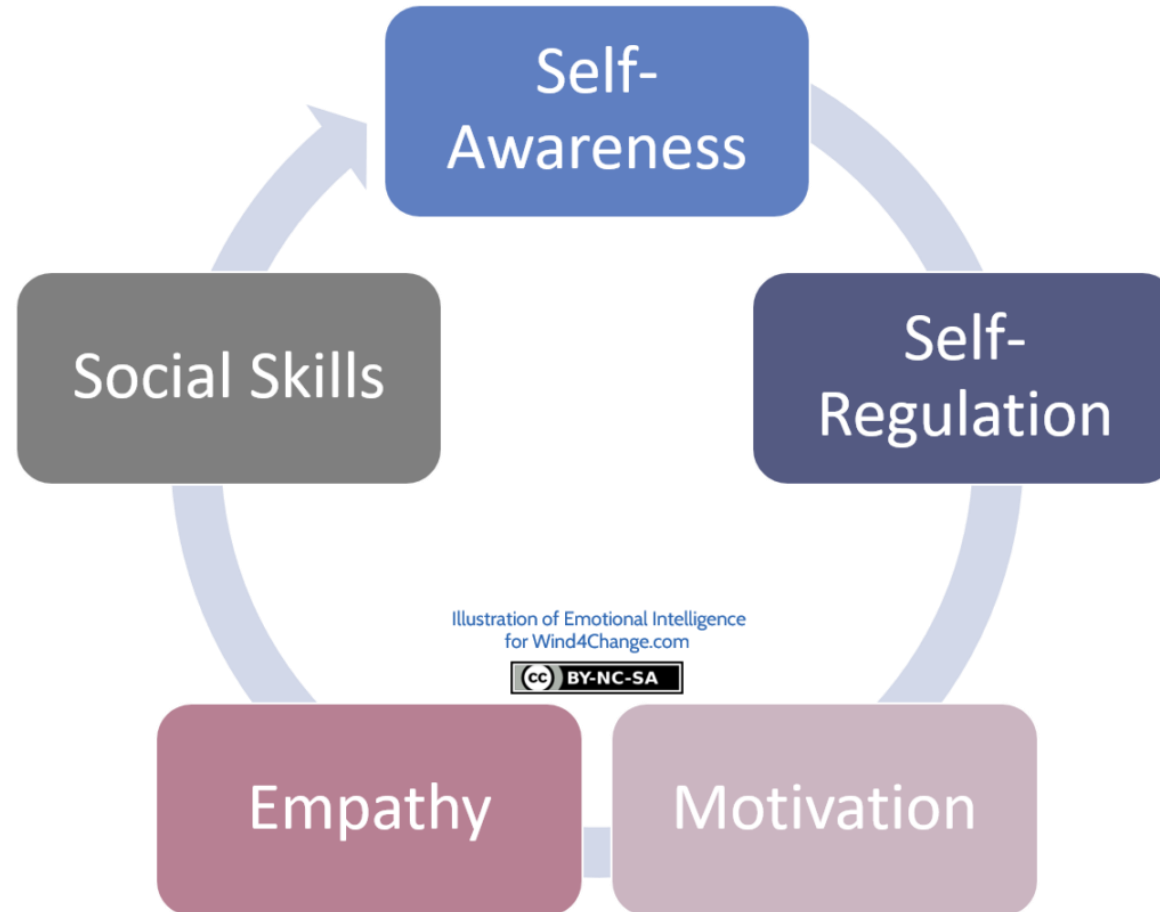 Self-
Awareness
Self-
Regulation
Motivation
Empathy
Social Skills
Illustration of Emotional Intelligence
for Wind4Change.com
cc BY-NC-SA